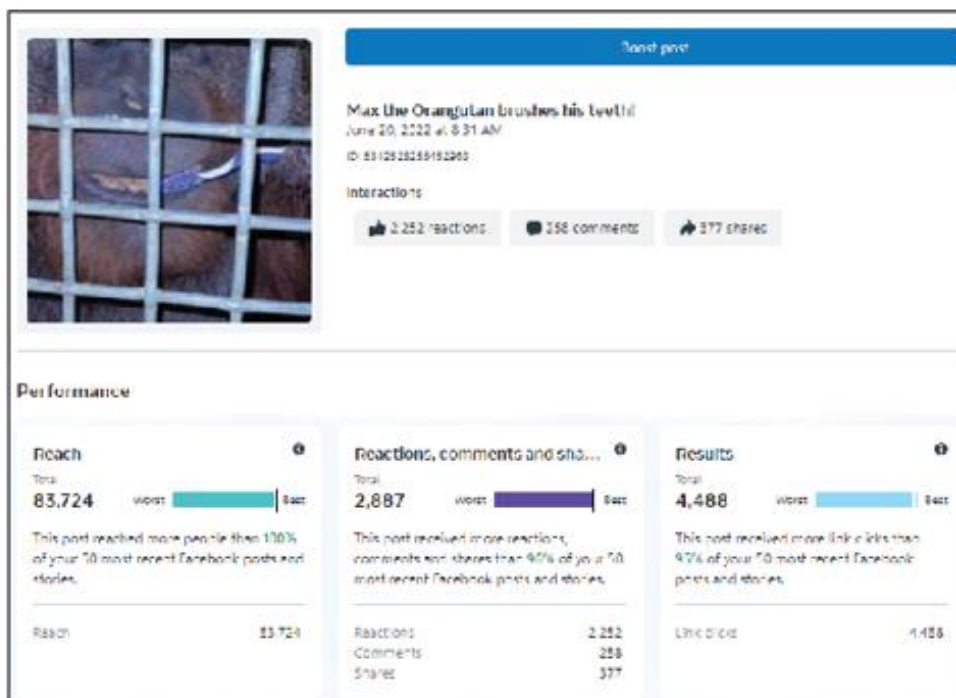 Boost post
Max the Orangutan brushes his teeth!
June 20, 2022 at 8:31 AM
ID:
Interactions
2,252 reactions
258 comments
377 shares
Performance
Reach
Total
83,724
Worst
Best
This post reached more people than 100%
of your 50 most recent Facebook posts and
stories.
Reach 83,724
Reactions, comments and sha...
Total
2,887
Worst
Best
This post received more reactions,
comments and shares than of your 50
most recent Facebook posts and stories.
Reactions 2,252
Comments 258
Shares 377
Results
Total
4,488
Worst
Best
This post received more link clicks than
of your 50 most recent Facebook
posts and stories.
Link clicks 4,488